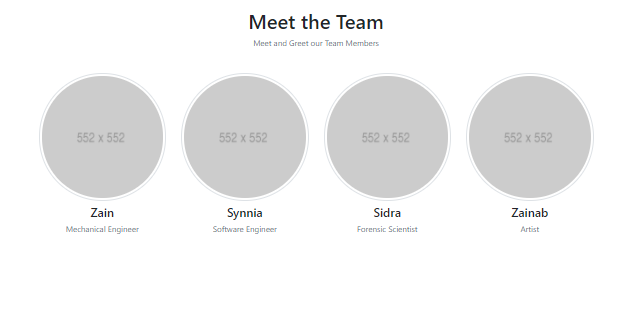 Meet the Team
Meet and Greet our Team Members
552 x 552 552 x 552 552 x 552 552 x 552
Zain Synnia Sidra Zainab
Mechanical Engineer Software Engineer Forensic Scientist Artist